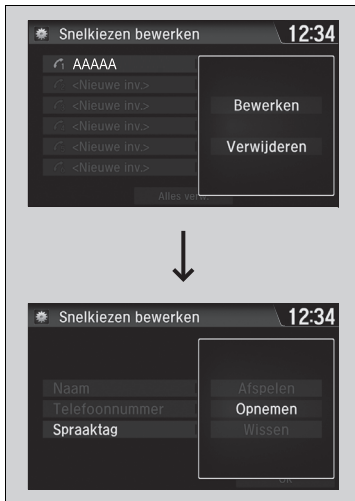 Snelkiezen bewerken 12:34
AAAAA
<Nieuwe inv.>
<Nieuwe inv.>
<Nieuwe inv.>
<Nieuwe inv.>
<Nieuwe inv.>
Bewerken
Verwijderen
Alles verw.
Snelkiezen bewerken 12:34
Naam
Telefoonnummer
Spraaktag
Afspelen
Opnemen
Wissen
OK